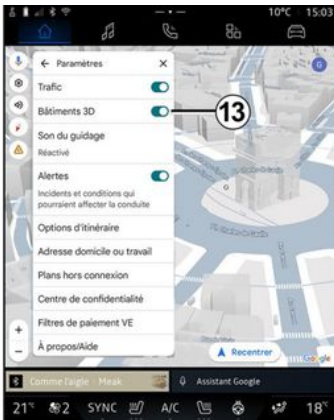 10°C 15:03
← Paramètres ×
G
Trafic
Bâtiments 3D
13
Son du guidage
Réactivé
Alertes
Incidents et conditions qui
pourraient affecter la conduite
Options d'itinéraire
Adresse domicile ou travail
Plans hors connexion
Centre de confidentialité
Filtres de paiement VE
À propos/Aide
+
−
Recentrer
Google
Comme l'aigle - Meak
Assistant Google
21° 2 SYNC A/C 18°